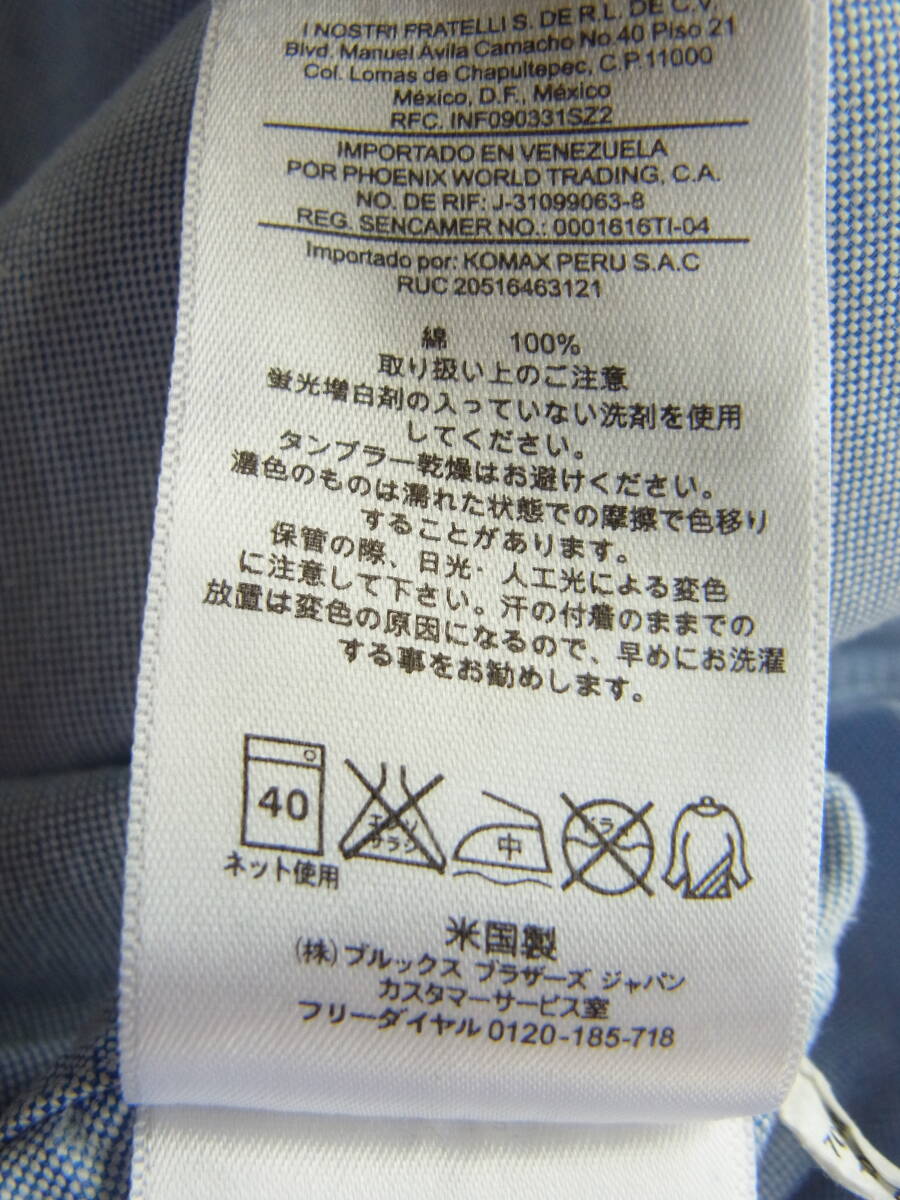 I NOSTRI FRATELLI S. DE R.L. DE C.V.
Blvd. Manuel Avila Camacho No.40 Piso 21
Col. Lomas de Chapultepec, C.P.11000
México, D.F., México
RFC. INF090331SZ2
IMPORTADO EN VENEZUELA
POR PHOENIX WORLD TRADING, C.A.
NO. DE RIF: J-31099063-8
REG. SENCAMER NO.: 0001616TI-04
Importado por: KOMAX PERU S.A.C
RUC 20516463121
綿 100%
取り扱い上のご注意
蛍光増白剤の入っていない洗剤を使用
してください。
タンブラー乾燥はお避けください。
濃色のものは濡れた状態での摩擦で色移り
することがあります。
保管の際、日光・人工光による変色
に注意して下さい。汗の付着のままでの
放置は変色の原因になるので、早めにお洗濯
する事をお勧めします。
40
エンソ
サラシ
中
ドライ
ネット使用
米国製
(株) ブルックス ブラザーズ ジャパン
カスタマーサービス室
フリーダイヤル 0120-185-718